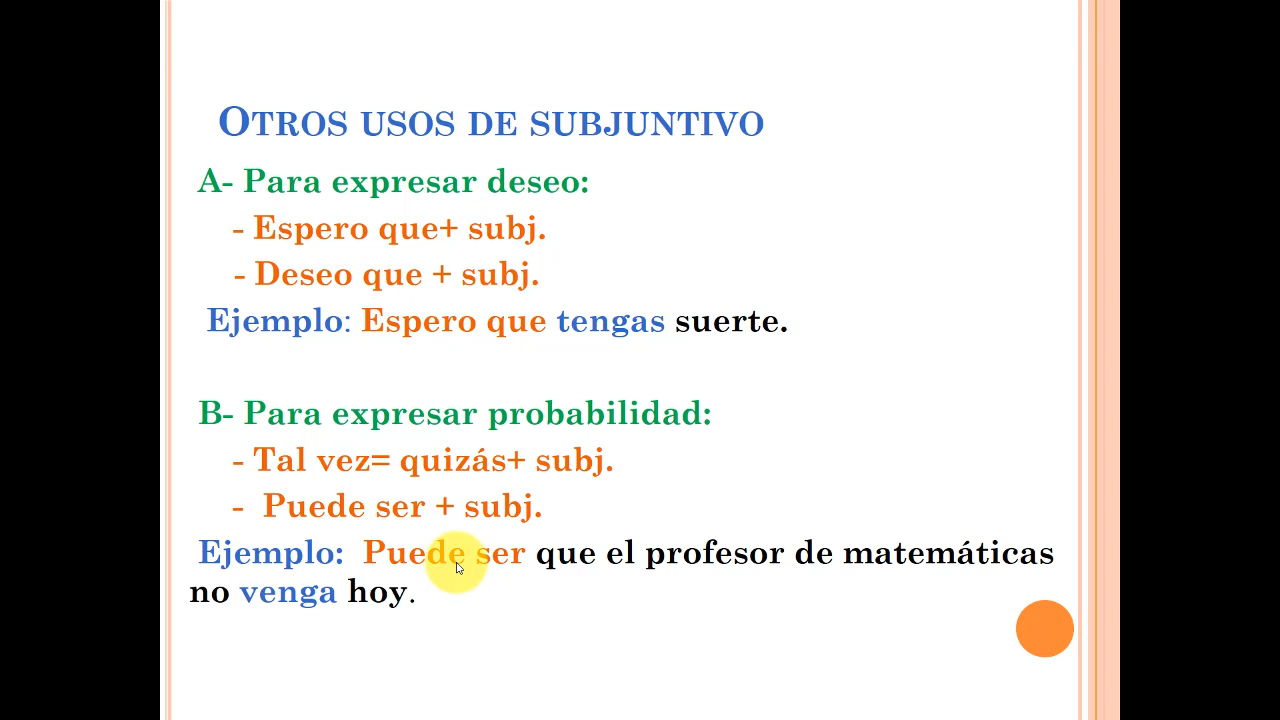 OTROS USOS DE SUBJUNTIVO
A- Para expresar deseo:
- Espero que+ subj.
- Deseo que + subj.
Ejemplo: Espero que tengas suerte.
B- Para expresar probabilidad:
- Tal vez= quizás+ subj.
- Puede ser + subj.
Ejemplo: Puede ser que el profesor de matemáticas
no venga hoy.